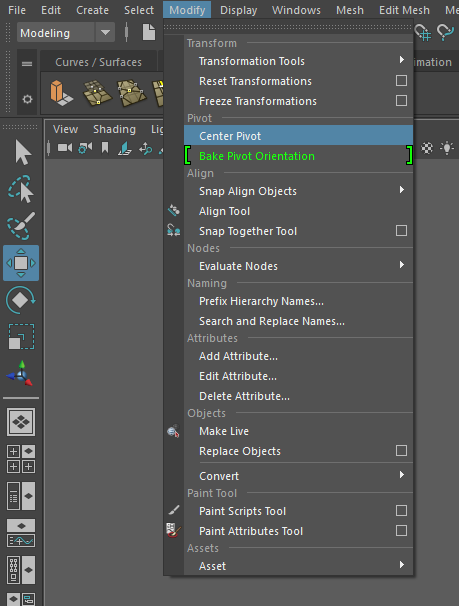 File Edit Create Select Modify Display Windows Mesh Edit Mesh
Modeling
Curves / Surfaces
View Shading
Transform
Transformation Tools
Reset Transformations
Freeze Transformations
Pivot
Center Pivot
Bake Pivot Orientation
Align
Snap Align Objects
Align Tool
Snap Together Tool
Nodes
Evaluate Nodes
Naming
Prefix Hierarchy Names...
Search and Replace Names...
Attributes
Add Attribute...
Edit Attribute...
Delete Attribute...
Objects
Make Live
Replace Objects
Convert
Paint Tool
Paint Scripts Tool
Paint Attributes Tool
Assets
Asset